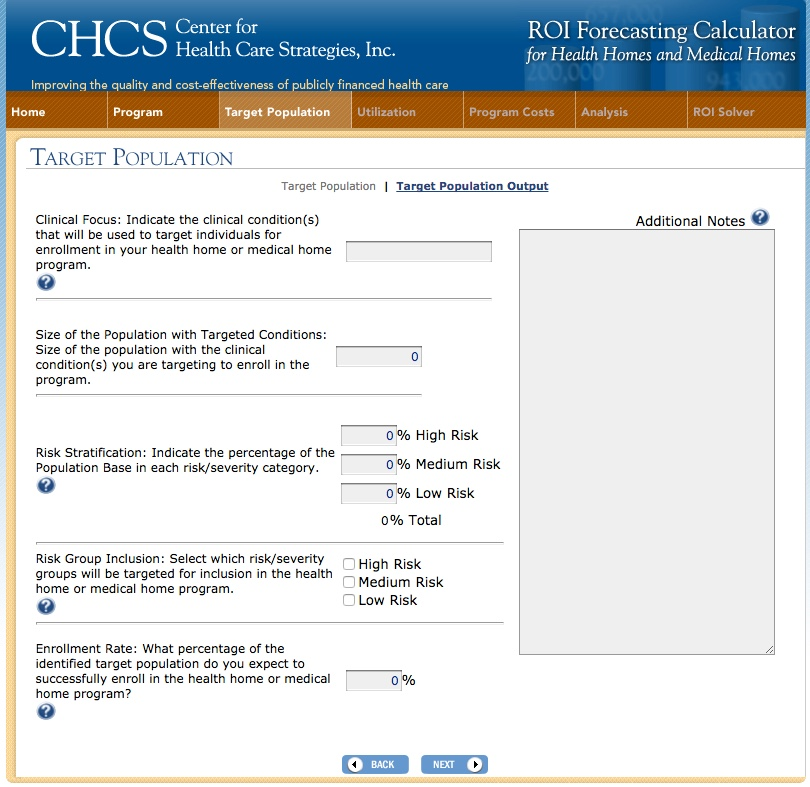 CHCS Center for
Health Care Strategies, Inc.
Improving the quality and cost-effectiveness of publicly financed health care
ROI Forecasting Calculator
for Health Homes and Medical Homes
200,000
943,000
Home Program Target Population Utilization Program Costs Analysis ROI Solver
TARGET POPULATION
Target Population | Target Population Output
Clinical Focus: Indicate the clinical condition(s)
that will be used to target individuals for
enrollment in your health home or medical home
program.
?
Size of the Population with Targeted Conditions:
Size of the population with the clinical
condition(s) you are targeting to enroll in the
program.
0
Risk Stratification: Indicate the percentage of the
Population Base in each risk/severity category.
?
0 % High Risk
0 % Medium Risk
0 % Low Risk
0% Total
Risk Group Inclusion: Select which risk/severity
groups will be targeted for inclusion in the health
home or medical home program.
?
High Risk
Medium Risk
Low Risk
Enrollment Rate: What percentage of the
identified target population do you expect to
successfully enroll in the health home or medical
home program?
?
0 %
Additional Notes ?
BACK NEXT